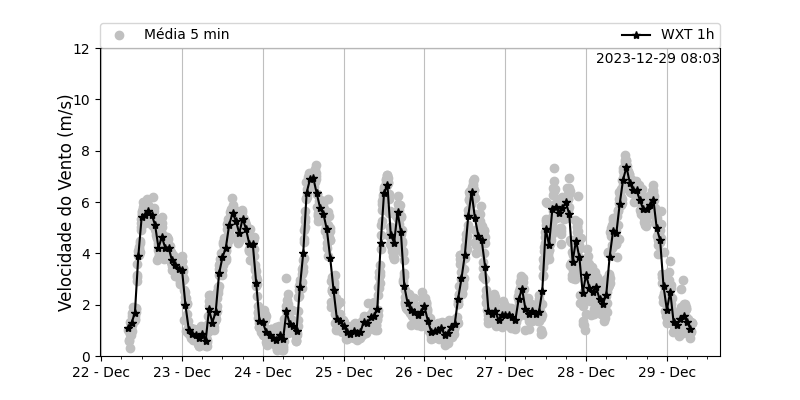 Média 5 min
WXT 1h
2023-12-29 08:03
Velocidade do Vento (m/s)
12
10
8
6
4
2
0
22 - Dec
23 - Dec
24 - Dec
25 - Dec
26 - Dec
27 - Dec
28 - Dec
29 - Dec